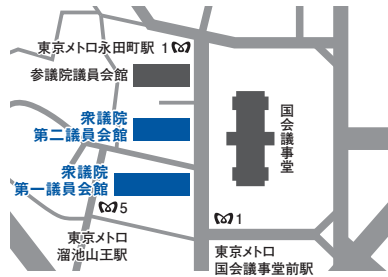 東京メトロ永田町駅 1
参議院議員会館
衆議院
第二議員会館
衆議院
第一議員会館
5
東京メトロ
溜池山王駅
国会議事堂
1
東京メトロ
国会議事堂前駅